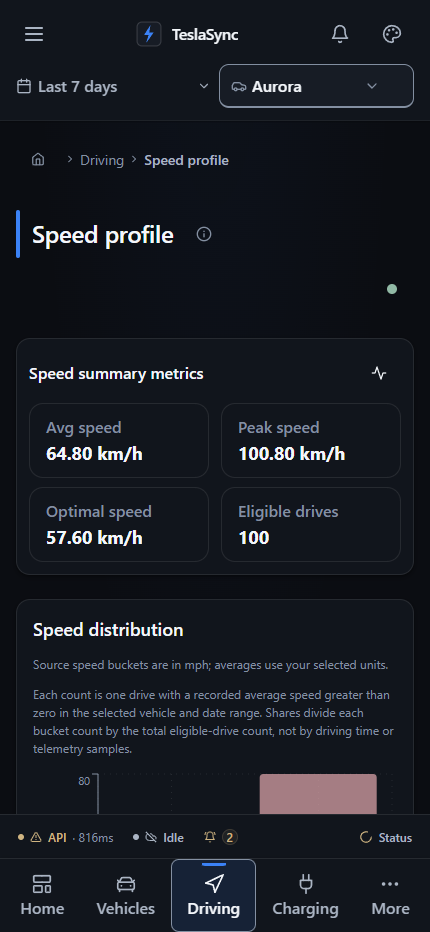 TeslaSync
Last 7 days
Aurora
Driving
Speed profile
Speed profile
Speed summary metrics
Avg speed
64.80 km/h
Peak speed
100.80 km/h
Optimal speed
57.60 km/h
Eligible drives
100
Speed distribution
Source speed buckets are in mph; averages use your selected units.
Each count is one drive with a recorded average speed greater than
zero in the selected vehicle and date range. Shares divide each
bucket count by the total eligible-drive count, not by driving time or
telemetry samples.
80
API · 816ms
Idle
2
Status
Home
Vehicles
Driving
Charging
More